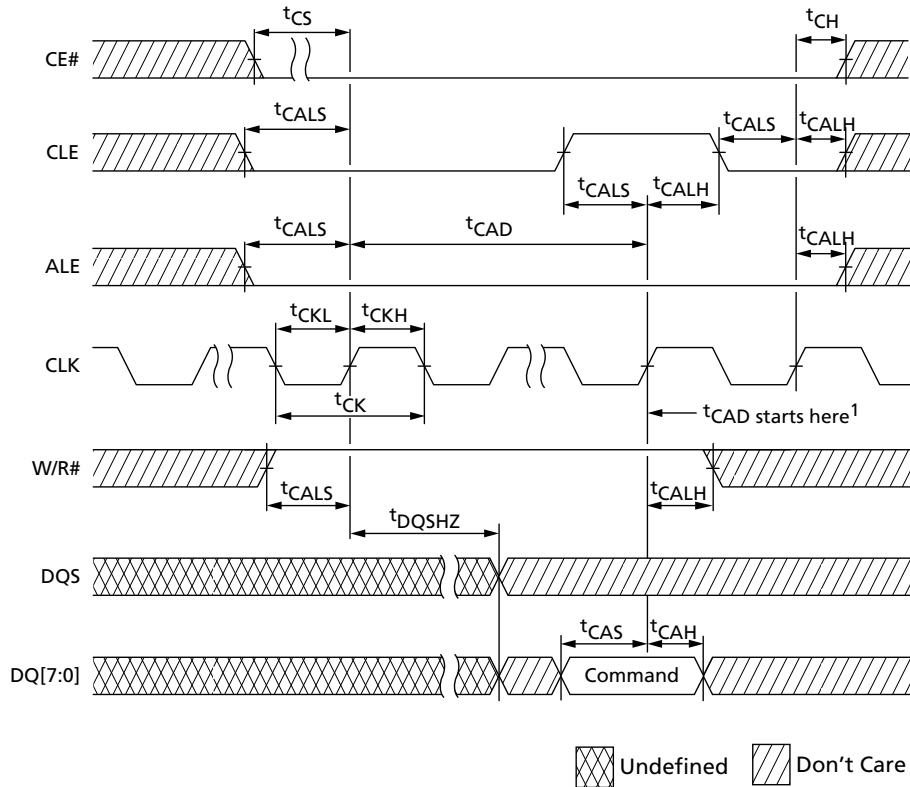 tCS
tCH
CE#
tCALS
tCALS
tCALH
CLE
tCALS
tCALH
tCALS
tCAD
tCALH
ALE
tCKL
tCKH
CLK
tCK
tCAD starts here1
W/R#
tCALS
tCALH
tDQSHZ
DQS
tCAS
tCAH
DQ[7:0]
Command
Undefined
Don't Care